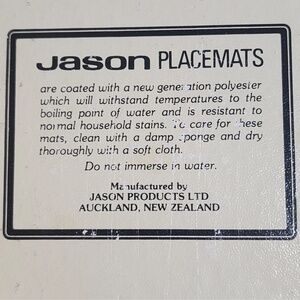 Jason PLACEMATS
are coated with a new generation polyester
which will withstand temperatures to the
boiling point of water and is resistant to
normal household stains. To care for these
mats, clean with a damp sponge and dry
thoroughly with a soft cloth.
Do not immerse in water.
Manufactured by
JASON PRODUCTS LTD
AUCKLAND, NEW ZEALAND